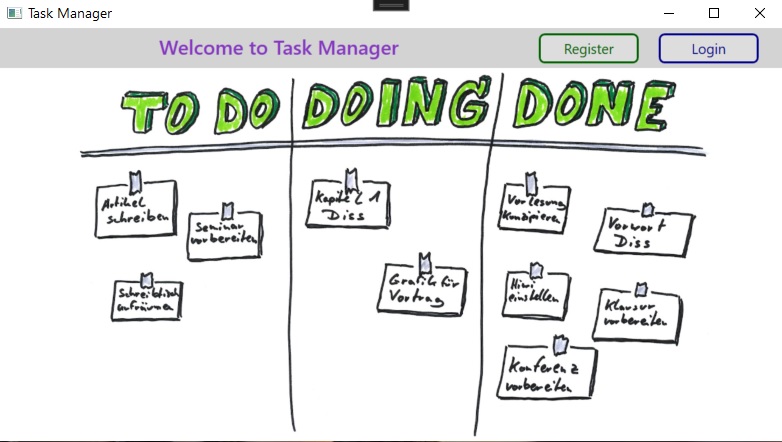 Task Manager
Welcome to Task Manager
Register
Login
TO DO
DOING
DONE
Artikel
schreiben
Seminar
vorbereiten
Schreibtisch
aufräumen
Kapitel 1
Diss
Grafik für
Vortrag
Vorlesung
Konzipieren
Vorwort
Diss
Hiwi
einstellen
Klausur
vorbereiten
Konferenz
vorbereiten